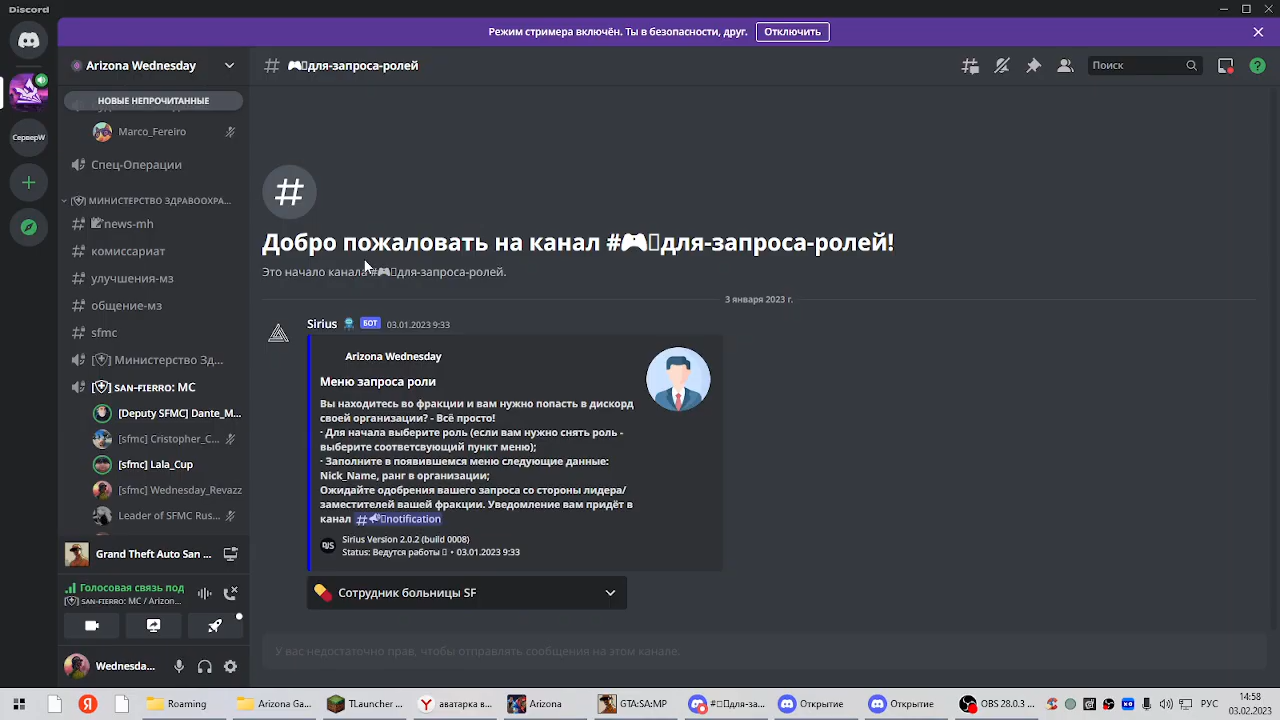 Discord
Режим стримера включён. Ты в безопасности, друг.
Отключить
Arizona Wednesday
для-запроса-ролей
Поиск
НОВЫЕ НЕПРОЧИТАННЫЕ
Marco_Fereiro
СерверW
Спец-Операции
МИНИСТЕРСТВО ЗДРАВООХРА...
news-mh
комиссариат
улучшения-мз
общение-мз
sfmc
Министерство Зд...
SAN-FIERRO: MC
[Deputy SFMC] Dante_M...
[sfmc] Cristopher_C...
[sfmc] Lala_Cup
[sfmc] Wednesday_Revazz
Leader of SFMC Rus...
Grand Theft Auto San ...
Голосовая связь под
SAN-FIERRO: MC / Arizon...
Wednesda...
#
Добро пожаловать на канал #🎮для-запроса-ролей!
Это начало канала #🎮для-запроса-ролей.
3 января 2023 г.
Sirius БОТ 03.01.2023 9:33
Arizona Wednesday
Меню запроса роли
Вы находитесь во фракции и вам нужно попасть в дискорд
своей организации? - Всё просто!
- Для начала выберите роль (если вам нужно снять роль -
выберите соответсвующий пункт меню);
- Заполните в появившемся меню следующие данные:
Nick_Name, ранг в организации;
Ожидайте одобрения вашего запроса со стороны лидера/
заместителей вашей фракции. Уведомление вам придёт в
канал #notification
DJS
Sirius Version 2.0.2 (build 0008)
Status: Ведутся работы • 03.01.2023 9:33
Сотрудник больницы SF
У вас недостаточно прав, чтобы отправлять сообщения на этом канале.
Я
Gaming
Arizona Ga...
TLauncher ...
Y
аватарка в...
Arizona
GTA:SAMP
#для-за...
Открытие
Открытие
OBS 28.0.3...
14:58
03.02.2023